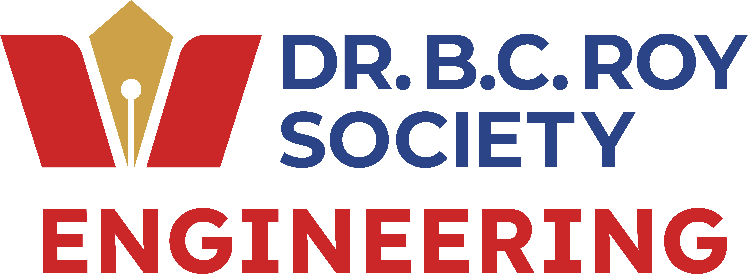 DR. B.C. ROY
SOCIETY
ENGINEERING